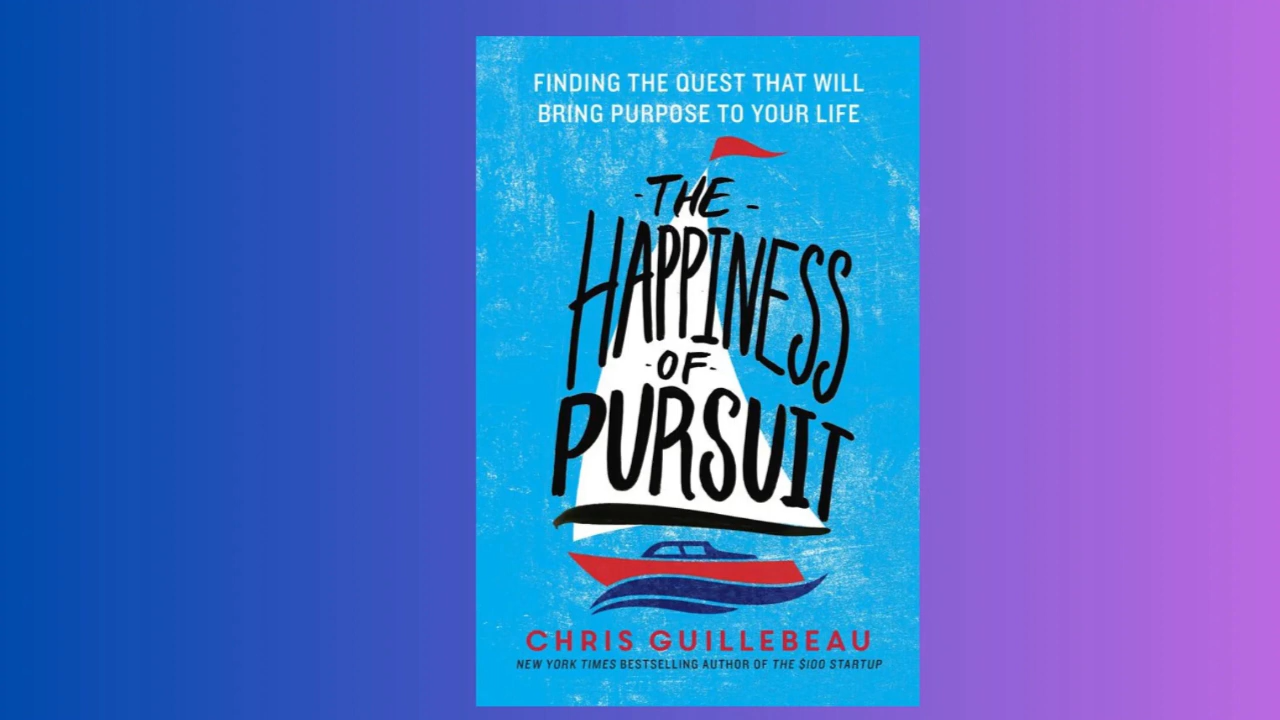 FINDING THE QUEST THAT WILL
BRING PURPOSE TO YOUR LIFE
-THE-
HAPPINESS
-OF-
PURSUIT
CHRIS GUILLEBEAU
NEW YORK TIMES BESTSELLING AUTHOR OF THE $100 STARTUP